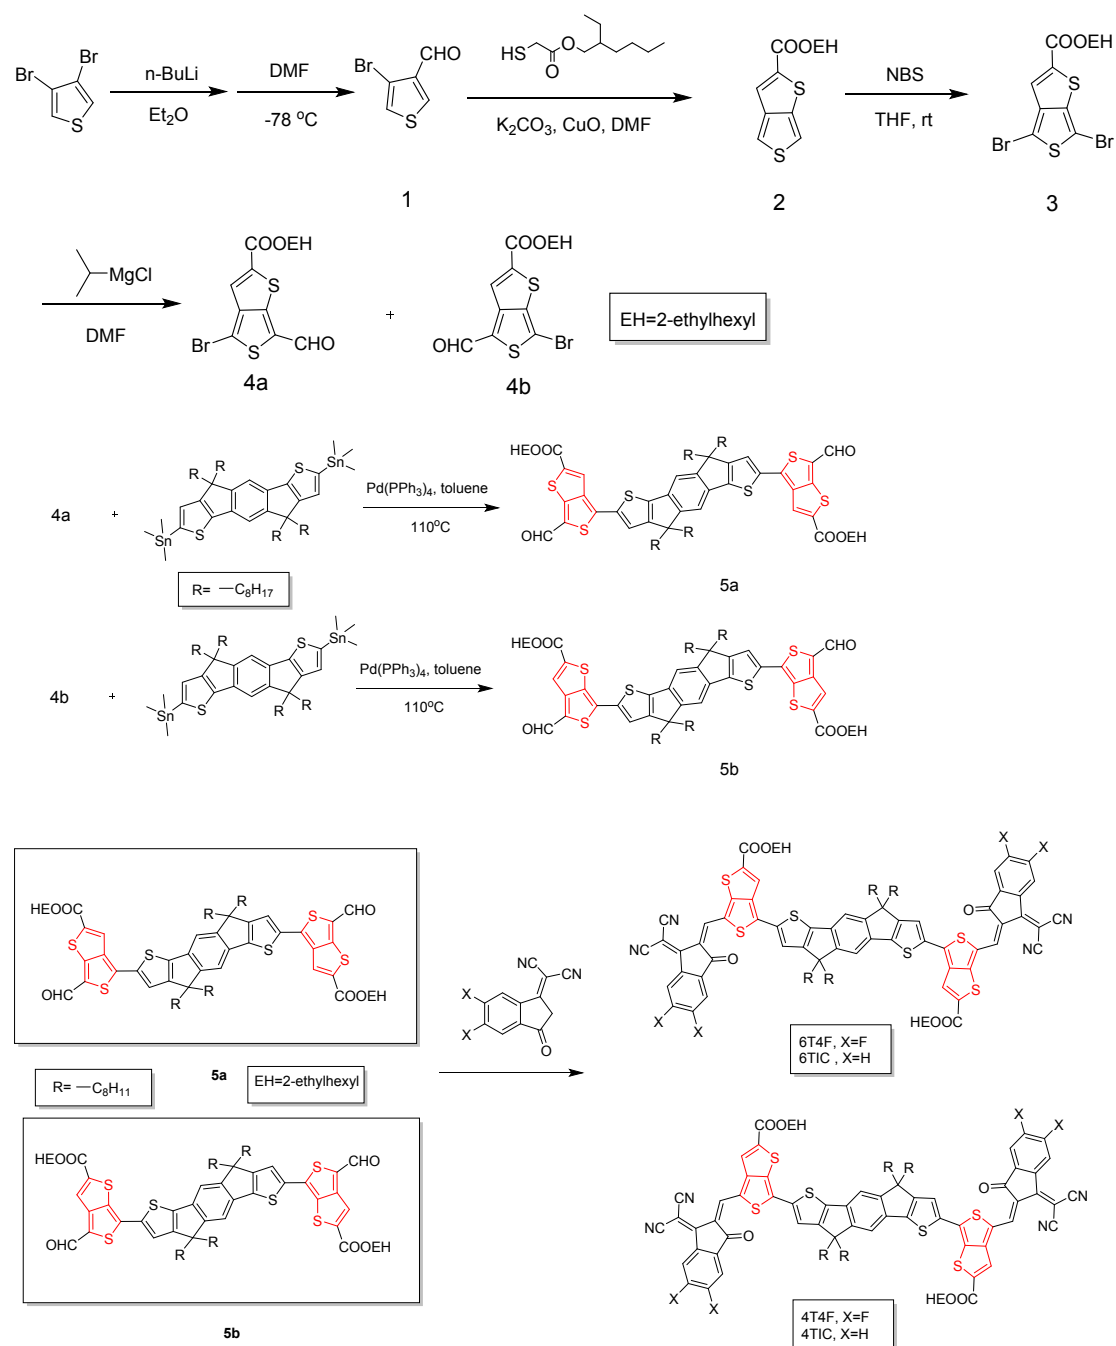 Br
Br
S
n-BuLi
Et2O
DMF
-78 °C
CHO
Br
S
1
HS
O
O
K2CO3, CuO, DMF
COOEH
S
S
2
NBS
THF, rt
COOEH
S
Br
S
Br
3
MgCl
DMF
COOEH
S
Br
S
CHO
4a
+
COOEH
S
OHC
S
Br
4b
EH=2-ethylhexyl
4a
+
R
R
S
Sn
Sn
S
R
R
R= —C8H17
Pd(PPh3)4, toluene
110°C
HEOOC
S
S
OHC
S
R
R
R
R
S
S
CHO
S
COOEH
5a
4b
+
R
R
S
Sn
Sn
S
R
R
Pd(PPh3)4, toluene
110°C
HEOOC
S
S
OHC
S
R
R
R
R
S
S
CHO
S
COOEH
5b
HEOOC
S
S
OHC
S
R
R
R
R
S
S
CHO
S
COOEH
R= —C8H11
5a
EH=2-ethylhexyl
HEOOC
S
S
OHC
S
R
R
R
R
S
S
CHO
S
COOEH
5b
NC
CN
X
X
O
COOEH
S
S
CN
NC
O
X
X
S
R
R
R
R
S
S
S
HEOOC
O
X
X
CN
CN
6T4F, X=F
6TIC , X=H
COOEH
S
S
CN
NC
O
X
X
S
R
R
R
R
S
S
S
HEOOC
O
X
X
CN
CN
4T4F, X=F
4TIC, X=H